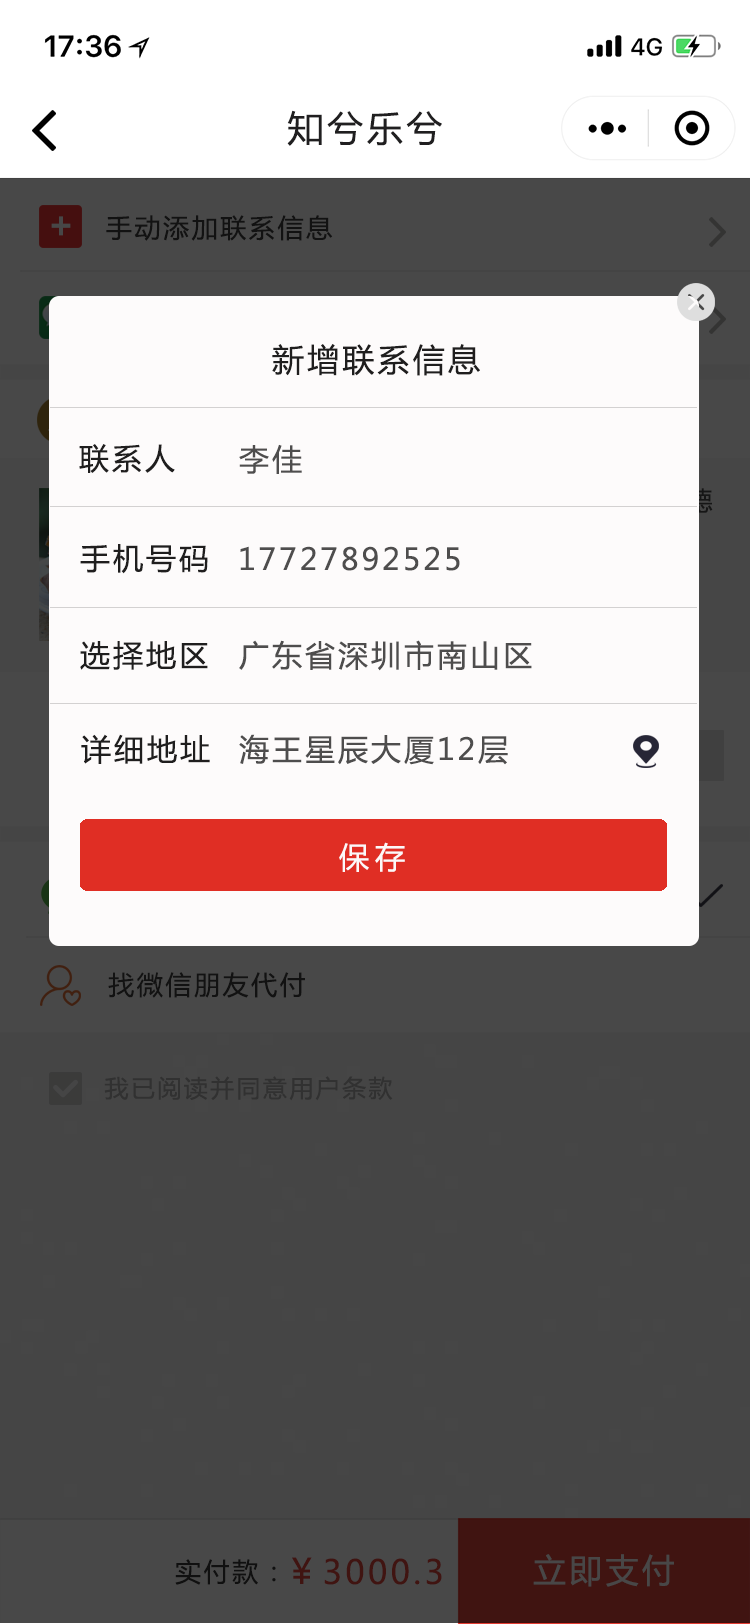 17:36
4G
知兮乐兮
手动添加联系信息
新增联系信息
联系人 李佳
德
手机号码 17727892525
选择地区 广东省深圳市南山区
详细地址 海王星辰大厦12层
保存
找微信朋友代付
我已阅读并同意用户条款
实付款：¥ 3000.3 立即支付